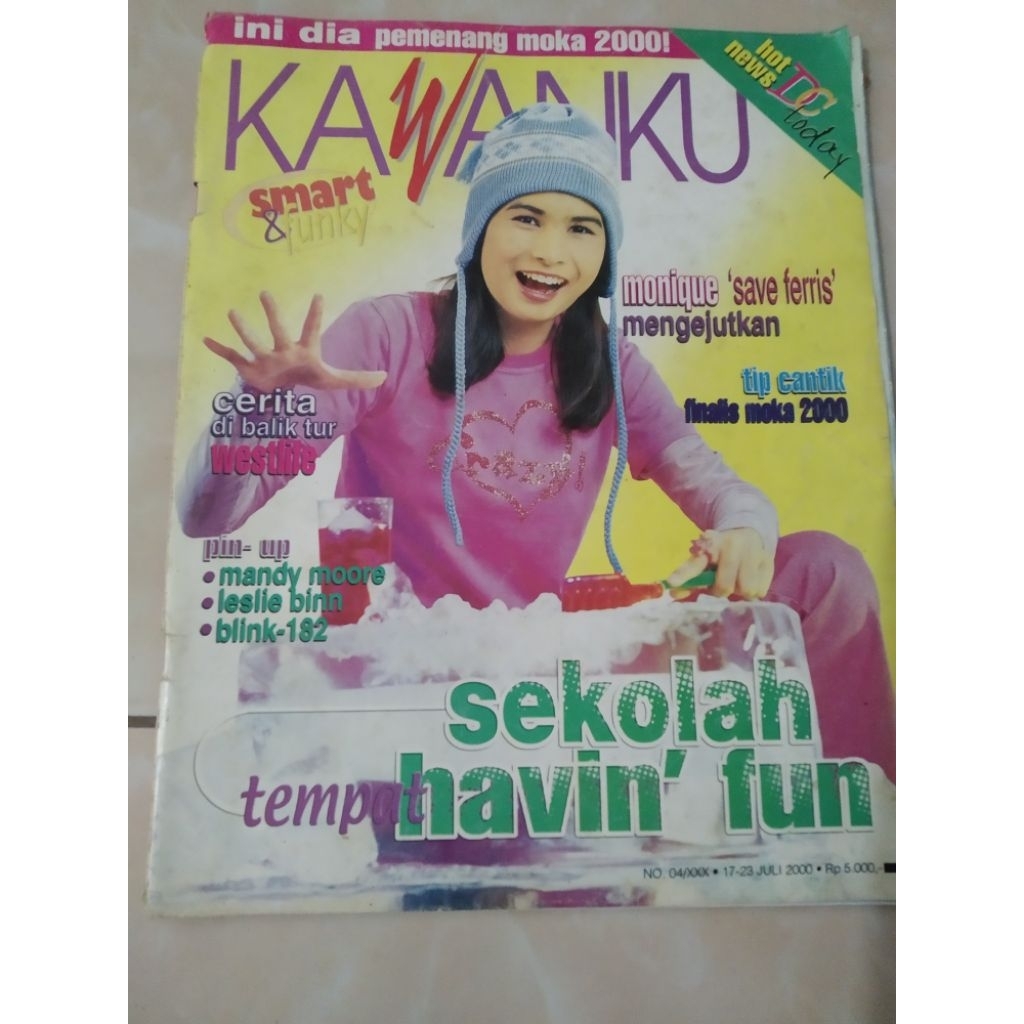 ini dia pemenang moka 2000!
hot
news
DC
today
KAWANKU
smart
& funky
monique 'save ferris'
mengejutkan
tip cantik
finalis moka 2000
cerita
di balik tur
westlife
crazy!
pin-up
• mandy moore
• leslie binn
• blink-182
sekolah
tempat havin' fun
NO. 04/XXX • 17-23 JULI 2000 • Rp 5.000,-